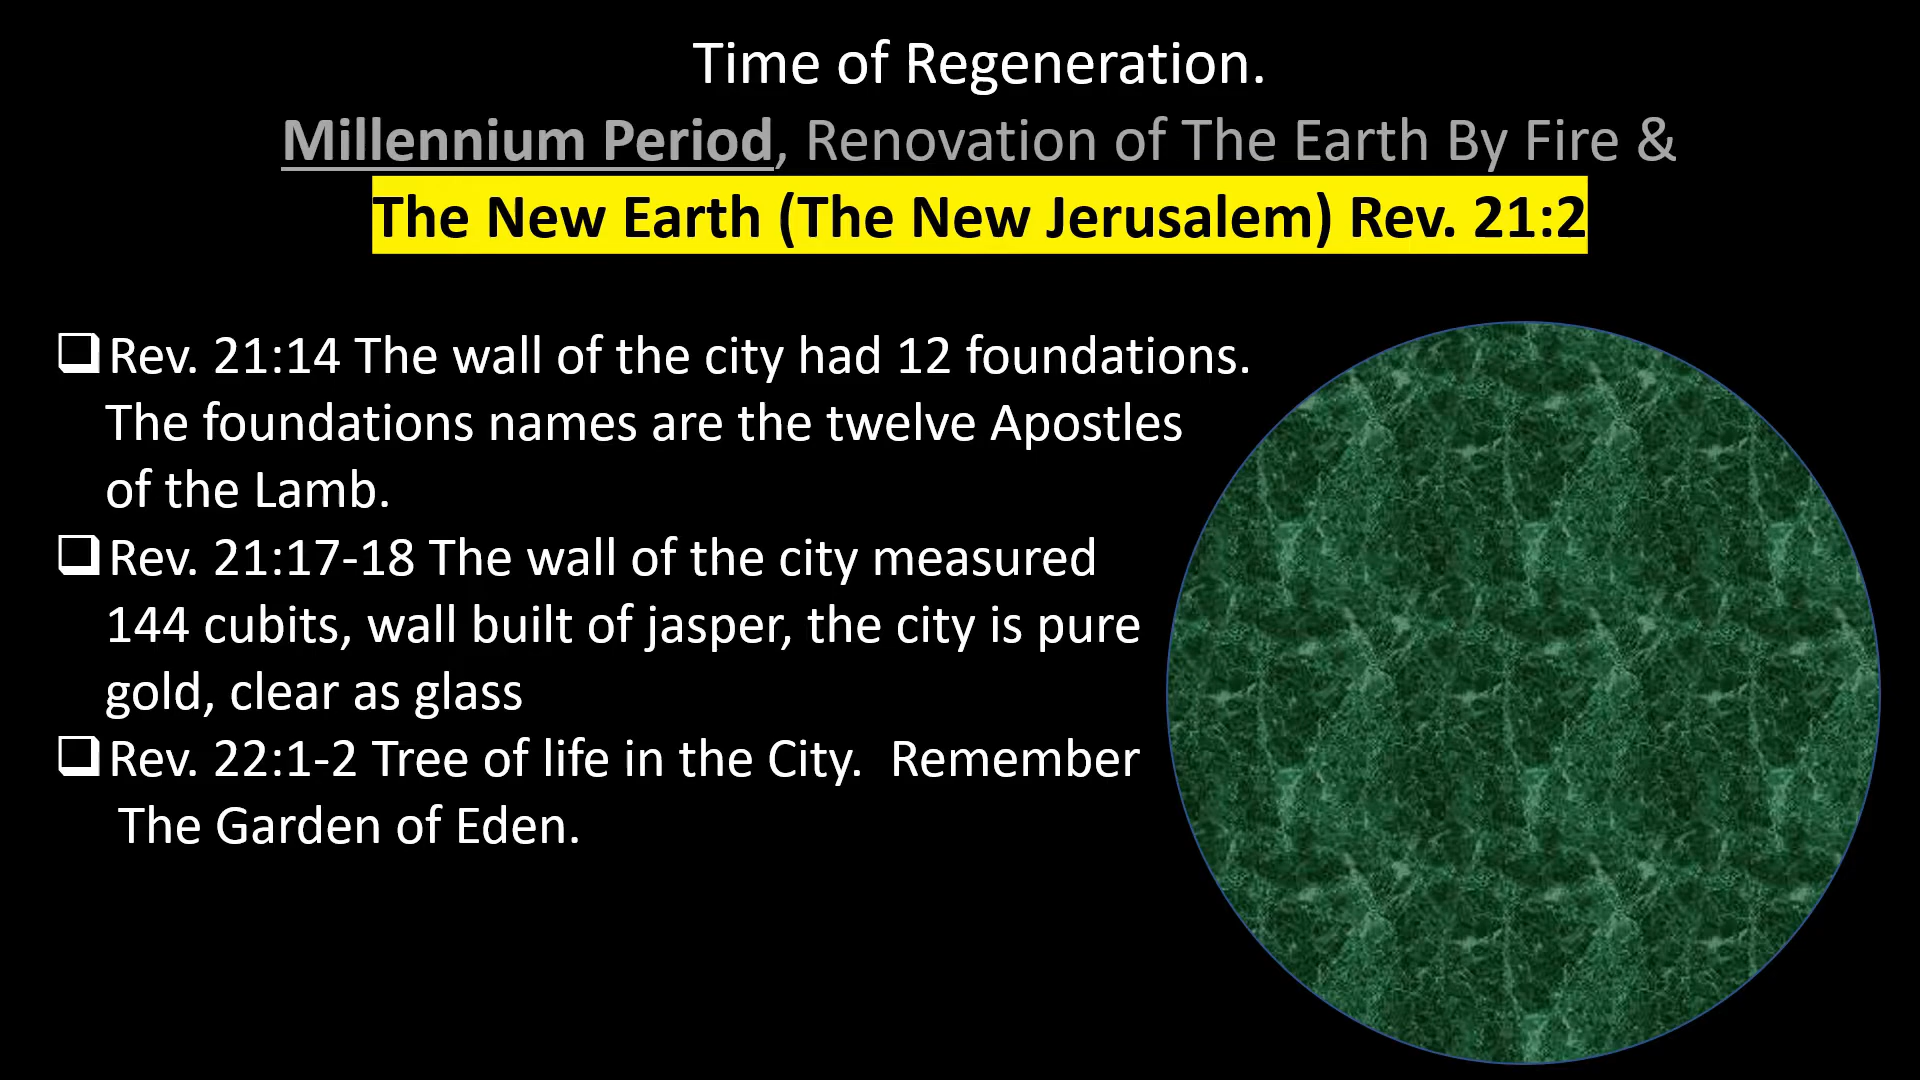 Time of Regeneration.
Millennium Period, Renovation of The Earth By Fire &
The New Earth (The New Jerusalem) Rev. 21:2
Rev. 21:14 The wall of the city had 12 foundations.
The foundations names are the twelve Apostles
of the Lamb.
Rev. 21:17-18 The wall of the city measured
144 cubits, wall built of jasper, the city is pure
gold, clear as glass
Rev. 22:1-2 Tree of life in the City.  Remember
The Garden of Eden.